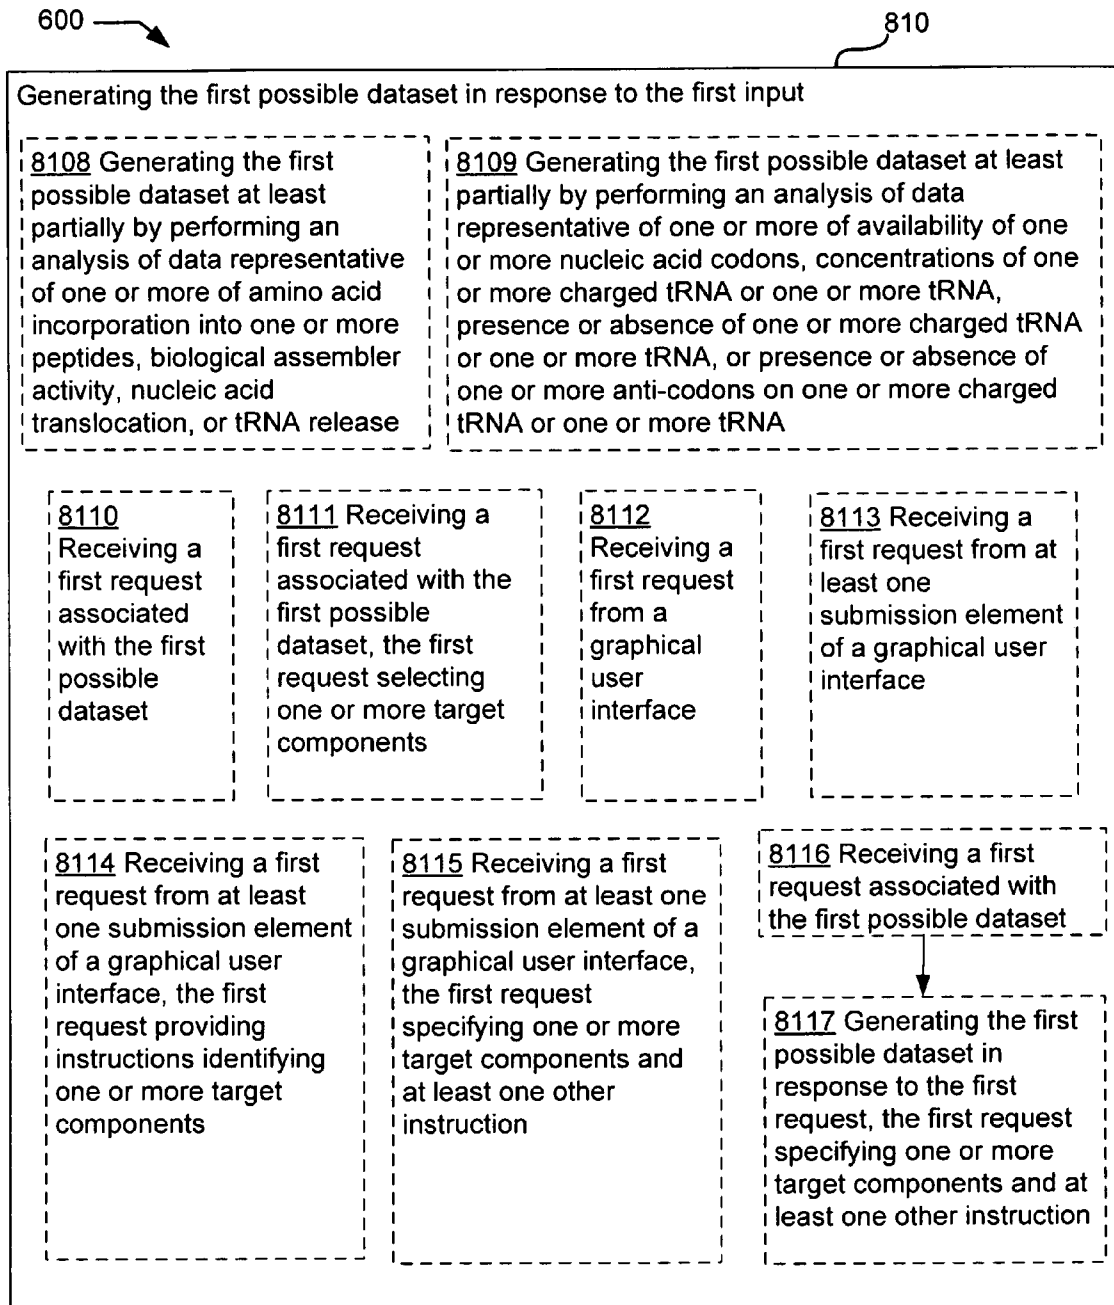 600
810
Generating the first possible dataset in response to the first input
8108 Generating the first
possible dataset at least
partially by performing an
analysis of data representative
of one or more of amino acid
incorporation into one or more
peptides, biological assembler
activity, nucleic acid
translocation, or tRNA release
8109 Generating the first possible dataset at least
partially by performing an analysis of data
representative of one or more of availability of one
or more nucleic acid codons, concentrations of one
or more charged tRNA or one or more tRNA,
presence or absence of one or more charged tRNA
or one or more tRNA, or presence or absence of
one or more anti-codons on one or more charged
tRNA or one or more tRNA
8110
Receiving a
first request
associated
with the first
possible
dataset
8111 Receiving a
first request
associated with the
first possible
dataset, the first
request selecting
one or more target
components
8112
Receiving a
first request
from a
graphical
user
interface
8113 Receiving a
first request from at
least one
submission element
of a graphical user
interface
8114 Receiving a first
request from at least
one submission element
of a graphical user
interface, the first
request providing
instructions identifying
one or more target
components
8115 Receiving a first
request from at least one
submission element of a
graphical user interface,
the first request
specifying one or more
target components and
at least one other
instruction
8116 Receiving a first
request associated with
the first possible dataset
8117 Generating the first
possible dataset in
response to the first
request, the first request
specifying one or more
target components and at
least one other instruction